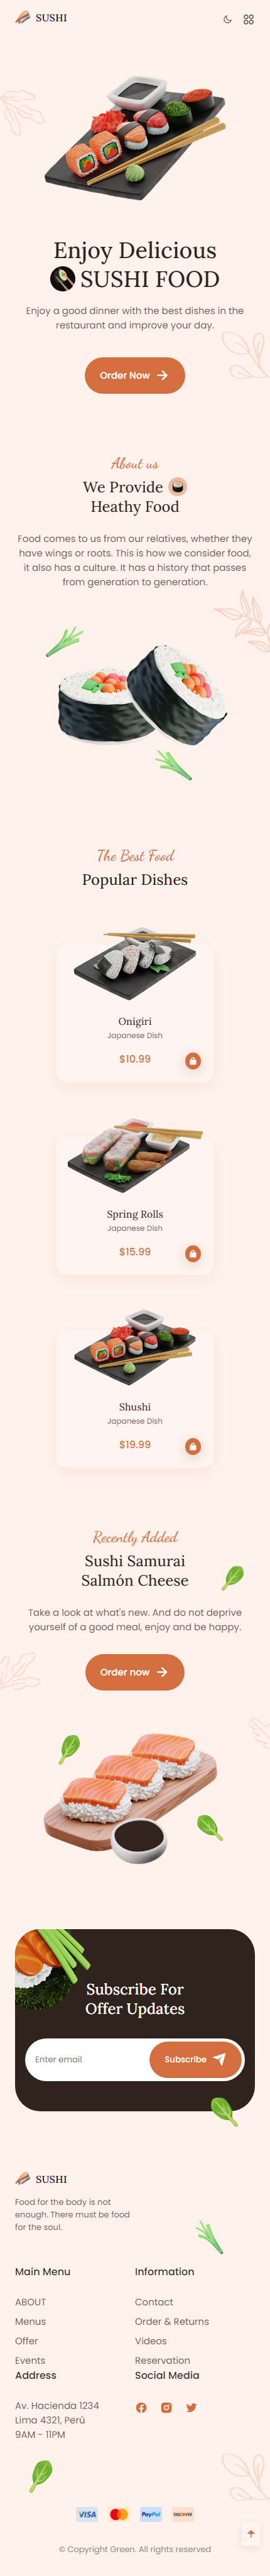 SUSHI
Enjoy Delicious
SUSHI FOOD
Enjoy a good dinner with the best dishes in the
restaurant and improve your day.
Order Now
About us
We Provide
Heathy Food
Food comes to us from our relatives, whether they
have wings or roots. This is how we consider food,
it also has a culture. It has a history that passes
from generation to generation.
The Best Food
Popular Dishes
Onigiri
Japanese Dish
$10.99
Spring Rolls
Japanese Dish
$15.99
Shushi
Japanese Dish
$19.99
Recently Added
Sushi Samurai
Salmón Cheese
Take a look at what's new. And do not deprive
yourself of a good meal, enjoy and be happy.
Order now
Subscribe For
Offer Updates
Enter email
Subscribe
SUSHI
Food for the body is not
enough. There must be food
for the soul.
Main Menu
ABOUT
Menus
Offer
Events
Information
Contact
Order & Returns
Videos
Reservation
Address
Av. Hacienda 1234
Lima 4321, Perú
9AM - 11PM
Social Media
VISA
PayPal
DISCOVER
© Copyright Green. All rights reserved